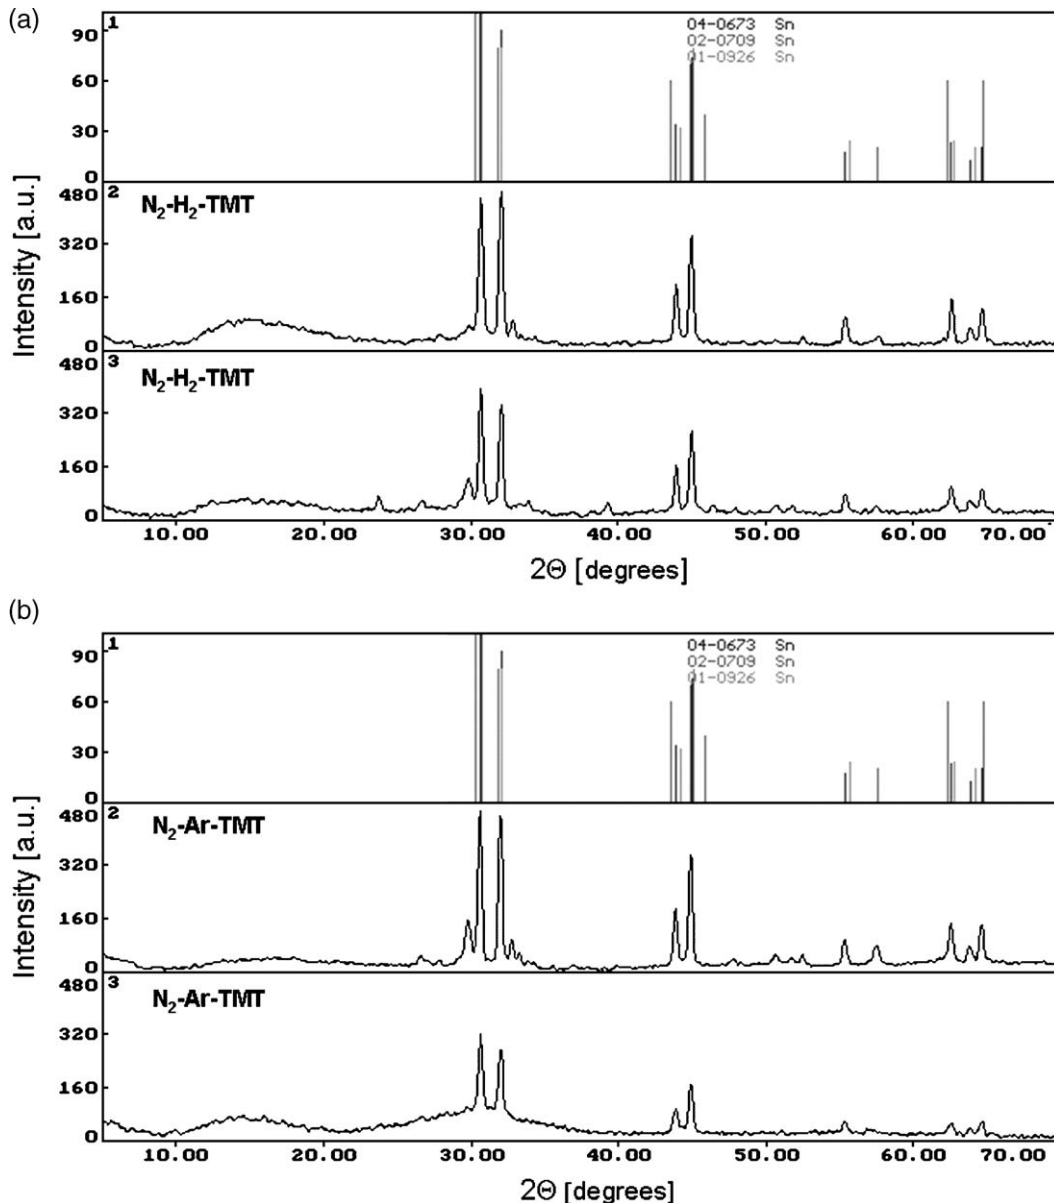 (a)
1
04-0673 Sn
02-0709 Sn
01-0926 Sn
90
60
30
0
2
N₂-H₂-TMT
480
320
160
0
3
N₂-H₂-TMT
480
320
160
0
Intensity [a.u.]
10.00 20.00 30.00 40.00 50.00 60.00 70.00
2Θ [degrees]
(b)
1
04-0673 Sn
02-0709 Sn
01-0926 Sn
90
60
30
0
2
N₂-Ar-TMT
480
320
160
0
3
N₂-Ar-TMT
480
320
160
0
Intensity [a.u.]
10.00 20.00 30.00 40.00 50.00 60.00 70.00
2Θ [degrees]